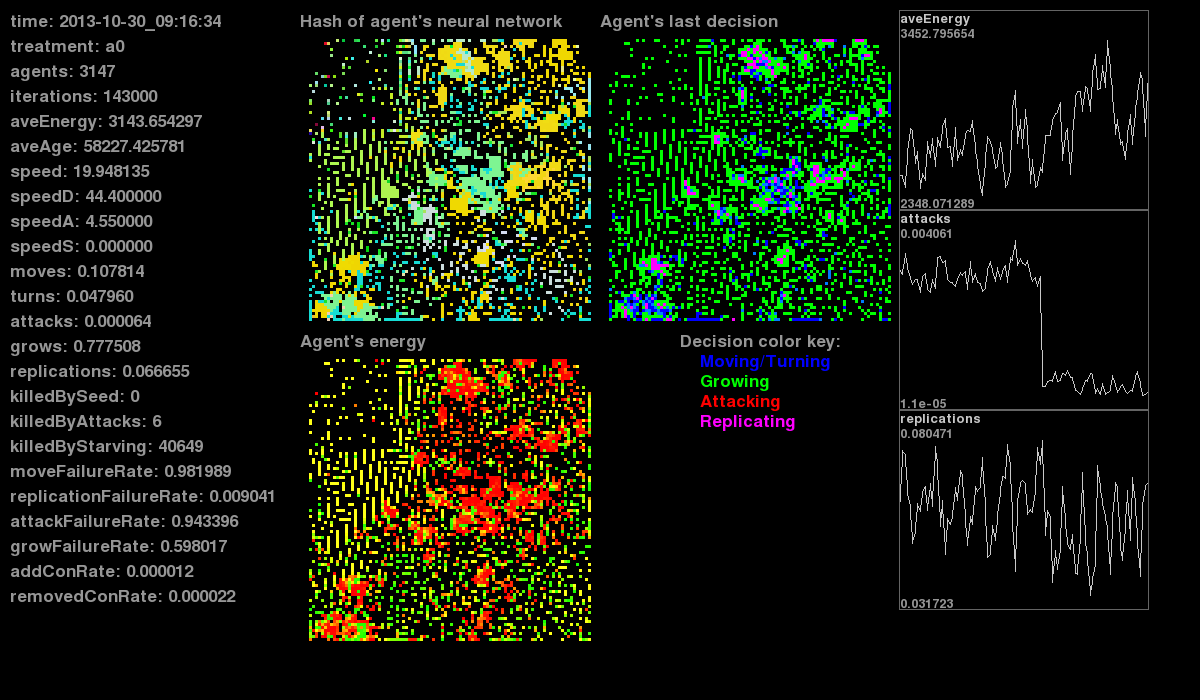 time: 2013-10-30_09:16:34
treatment: a0
agents: 3147
iterations: 143000
aveEnergy: 3143.654297
aveAge: 58227.425781
speed: 19.948135
speedD: 44.400000
speedA: 4.550000
speedS: 0.000000
moves: 0.107814
turns: 0.047960
attacks: 0.000064
grows: 0.777508
replications: 0.066655
killedBySeed: 0
killedByAttacks: 6
killedByStarving: 40649
moveFailureRate: 0.981989
replicationFailureRate: 0.009041
attackFailureRate: 0.943396
growFailureRate: 0.598017
addConRate: 0.000012
removedConRate: 0.000022
Hash of agent's neural network
Agent's last decision
Agent's energy
Decision color key:
Moving/Turning
Growing
Attacking
Replicating
aveEnergy
3452.795654
2348.071289
attacks
0.004061
1.1e-05
replications
0.080471
0.031723